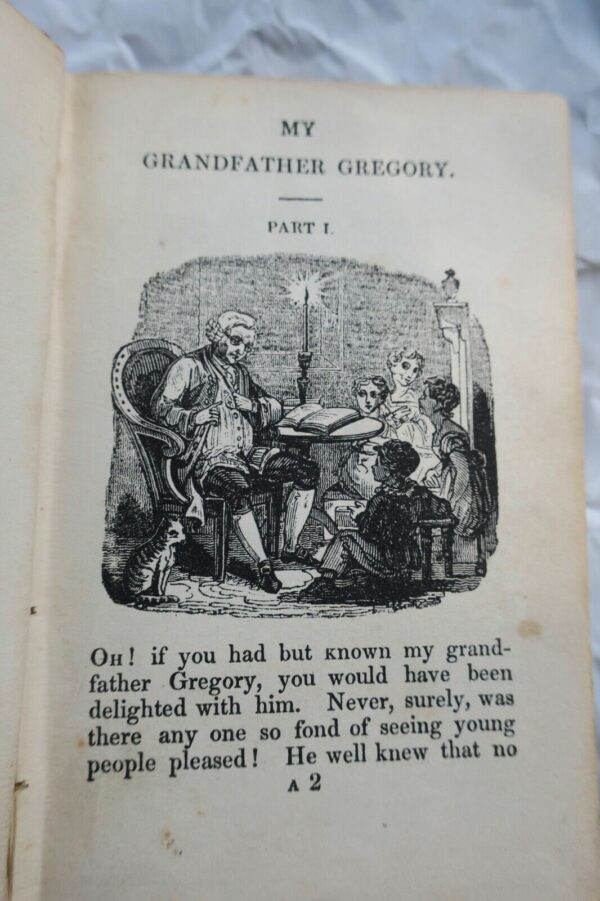 MY
GRANDFATHER GREGORY.
PART I.
OH! if you had but known my grand-
father Gregory, you would have been
delighted with him. Never, surely, was
there any one so fond of seeing young
people pleased! He well knew that no
A 2